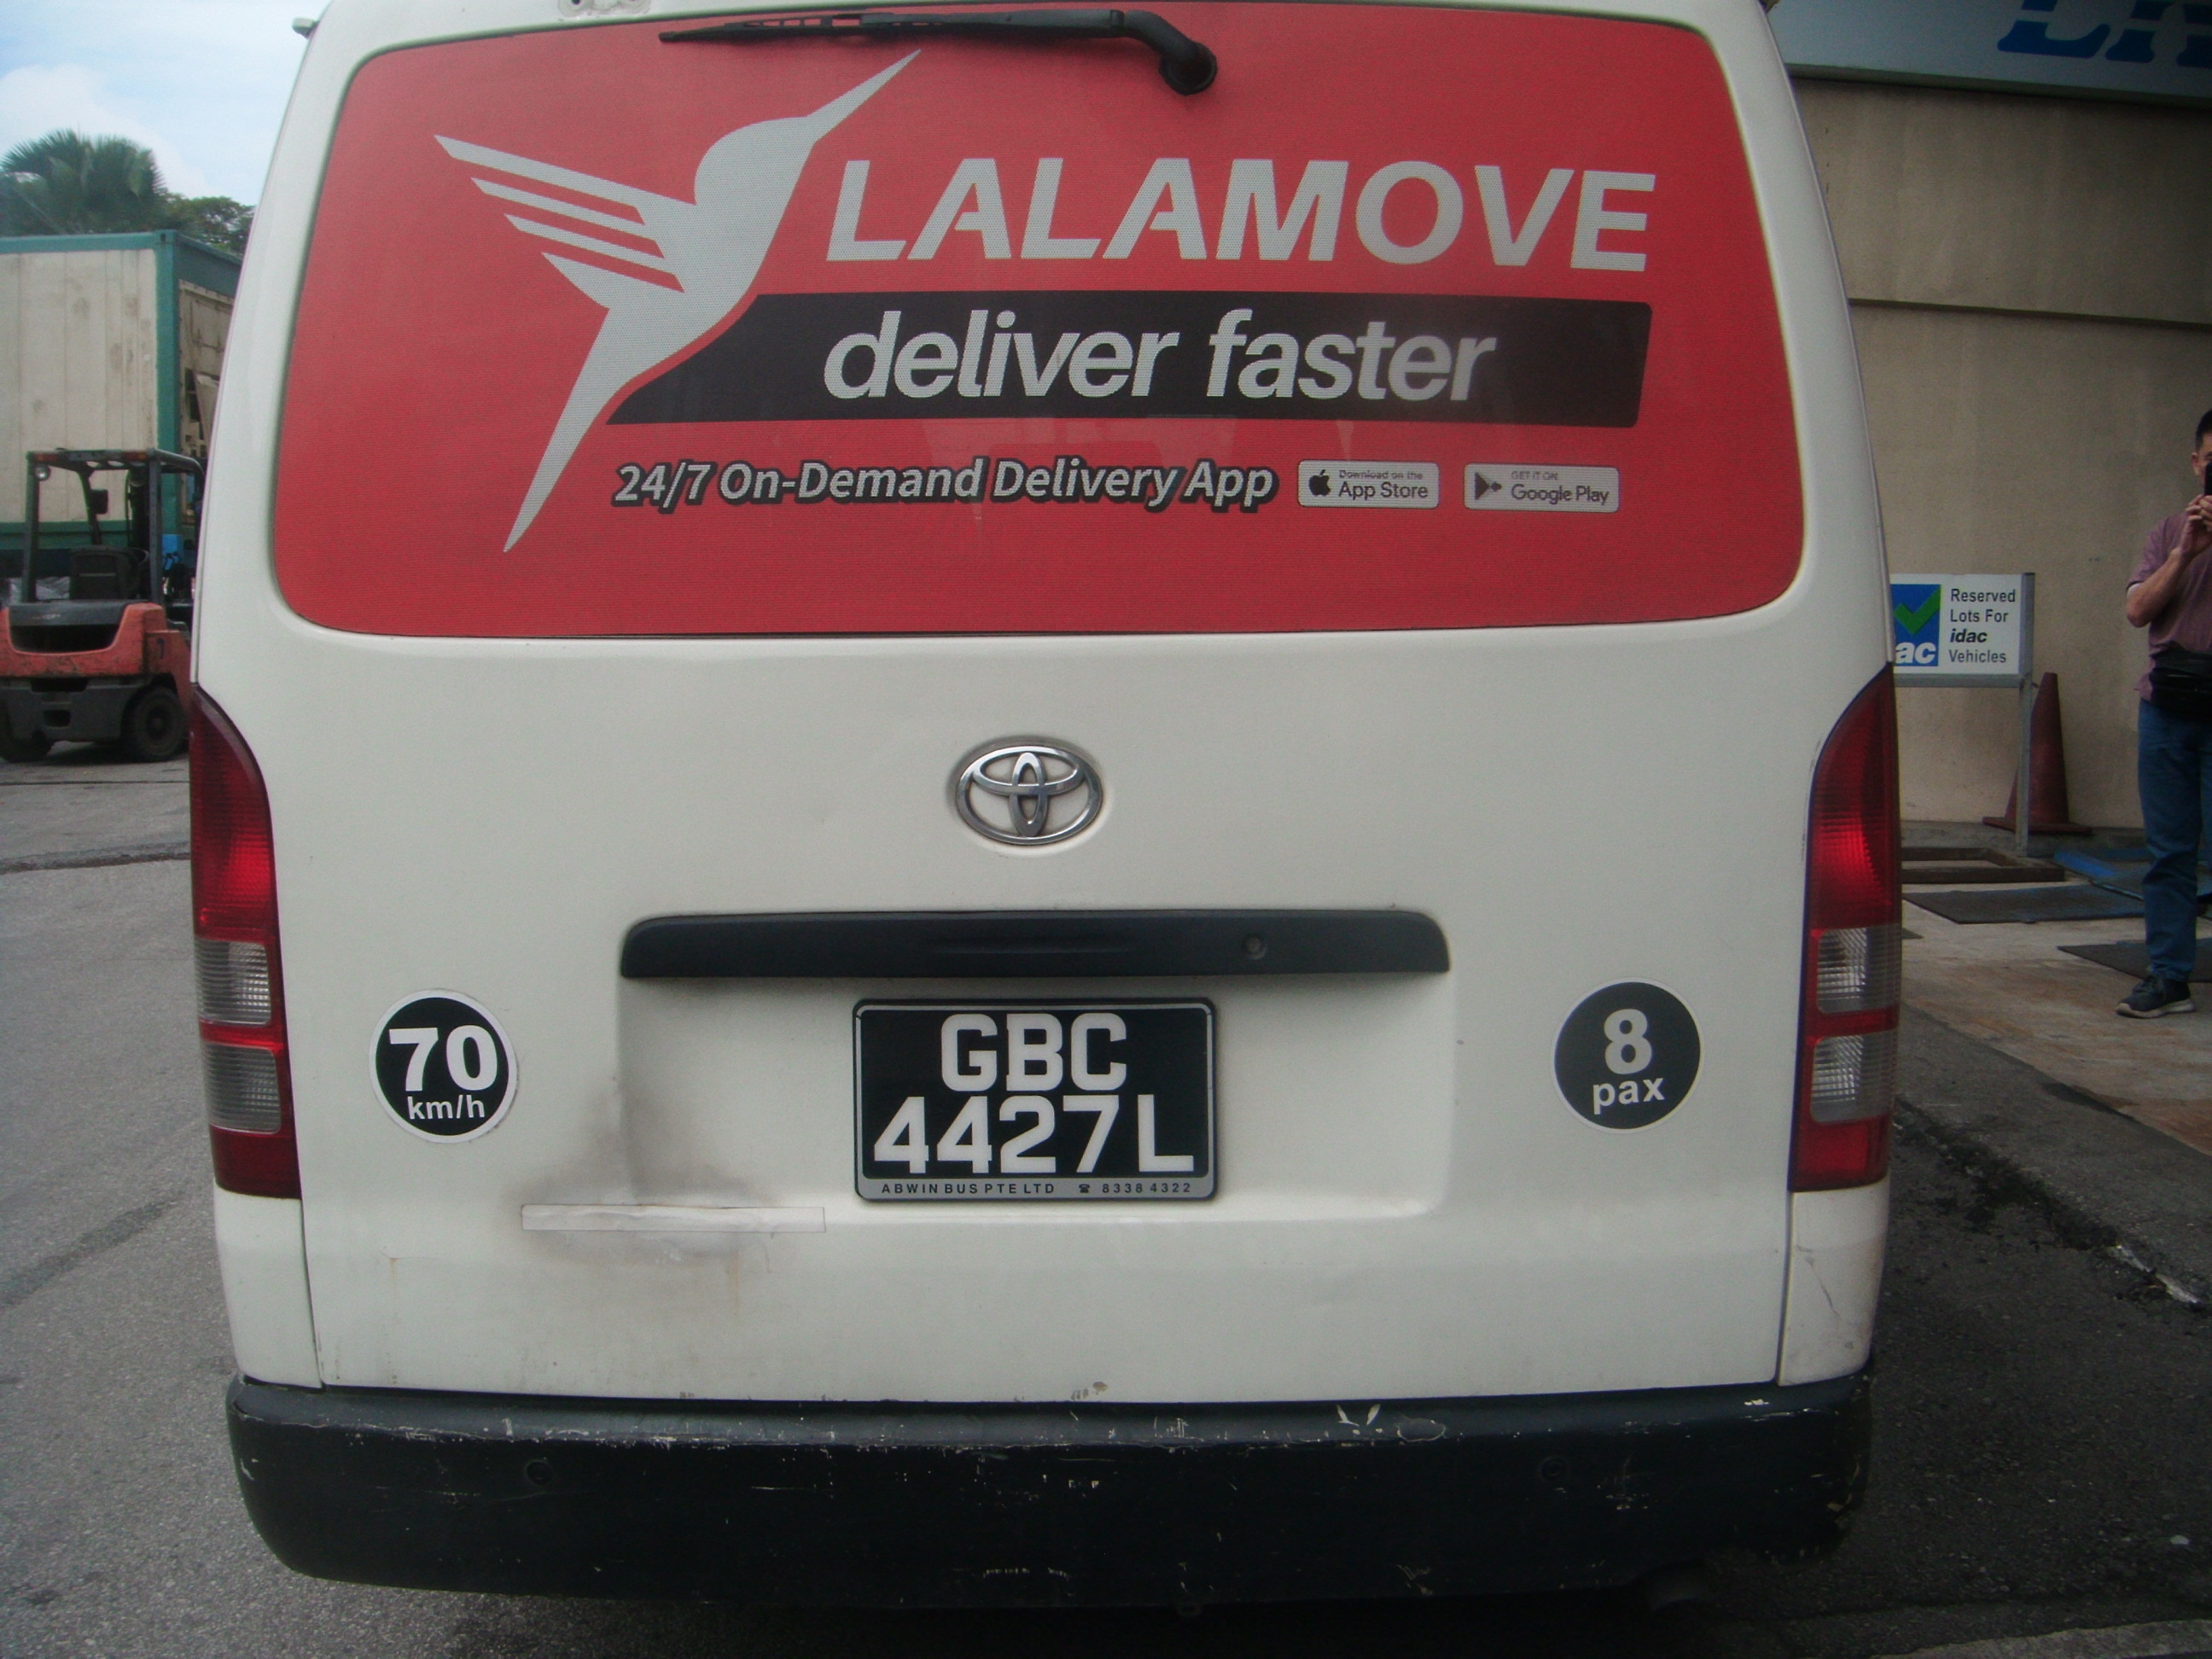 LALAMOVE
deliver faster
24/7 On-Demand Delivery App
Download on the
App Store
GET IT ON
Google Play
Reserved
Lots For
idac
Vehicles
ac
70
km/h
8
pax
GBC
4427L
ABWIN BUS PTE LTD ☎ 8338 4322